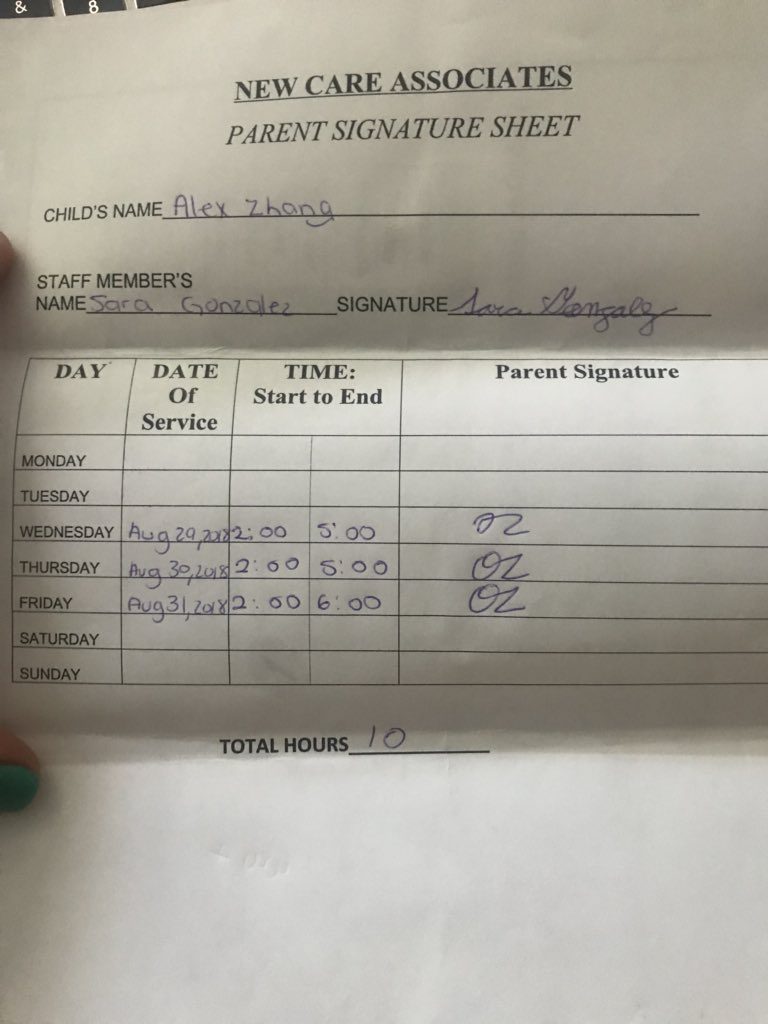 &
8
NEW CARE ASSOCIATES
PARENT SIGNATURE SHEET
CHILD'S NAME Alex Zhang
STAFF MEMBER'S
NAME Sara Gonzalez SIGNATURE Sara Gonzalez
DAY DATE Of Service TIME: Start to End Parent Signature
MONDAY
TUESDAY
WEDNESDAY Aug 29, 2018 2:00 5:00 OZ
THURSDAY Aug 30, 2018 2:00 5:00 OZ
FRIDAY Aug 31, 2018 2:00 6:00 OZ
SATURDAY
SUNDAY
TOTAL HOURS 10